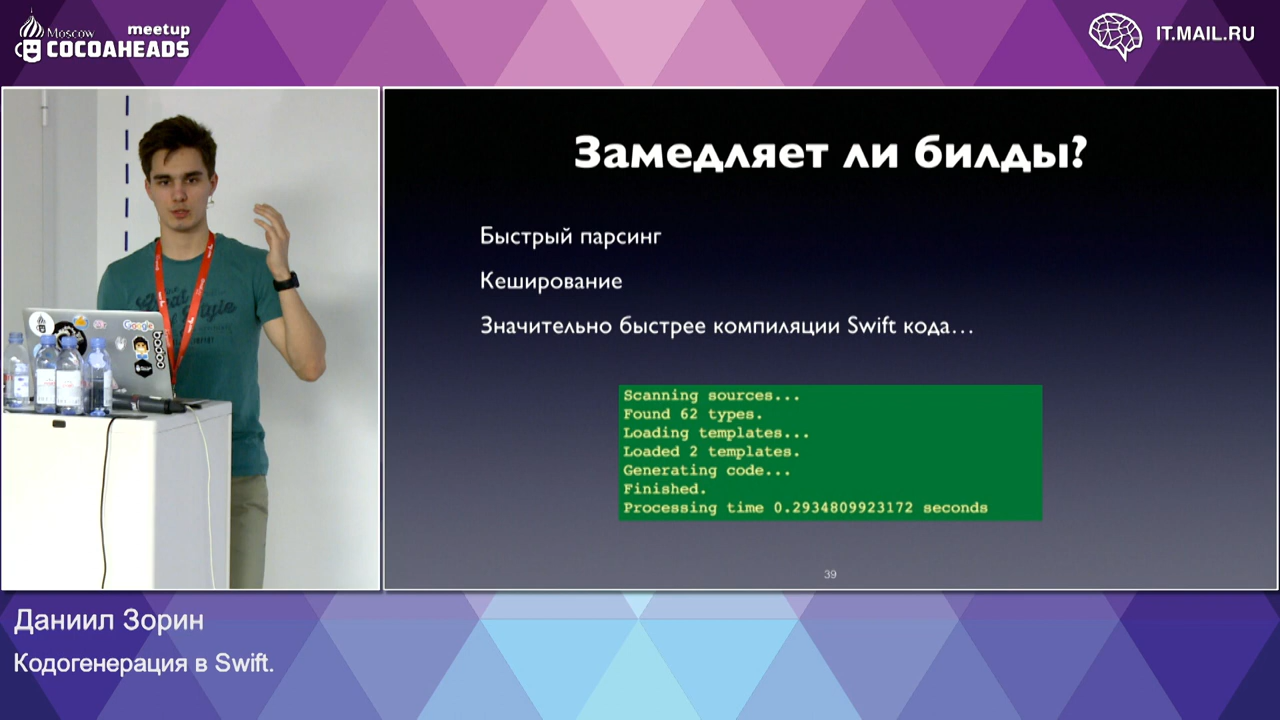 Moscow
meetup
COCOAHEADS
IT.MAIL.RU
Google
Замедляет ли билды?
Быстрый парсинг
Кеширование
Значительно быстрее компиляции Swift кода...
Scanning sources...
Found 62 types.
Loading templates...
Loaded 2 templates.
Generating code...
Finished.
Processing time 0.2934809923172 seconds
39
Даниил Зорин
Кодогенерация в Swift.